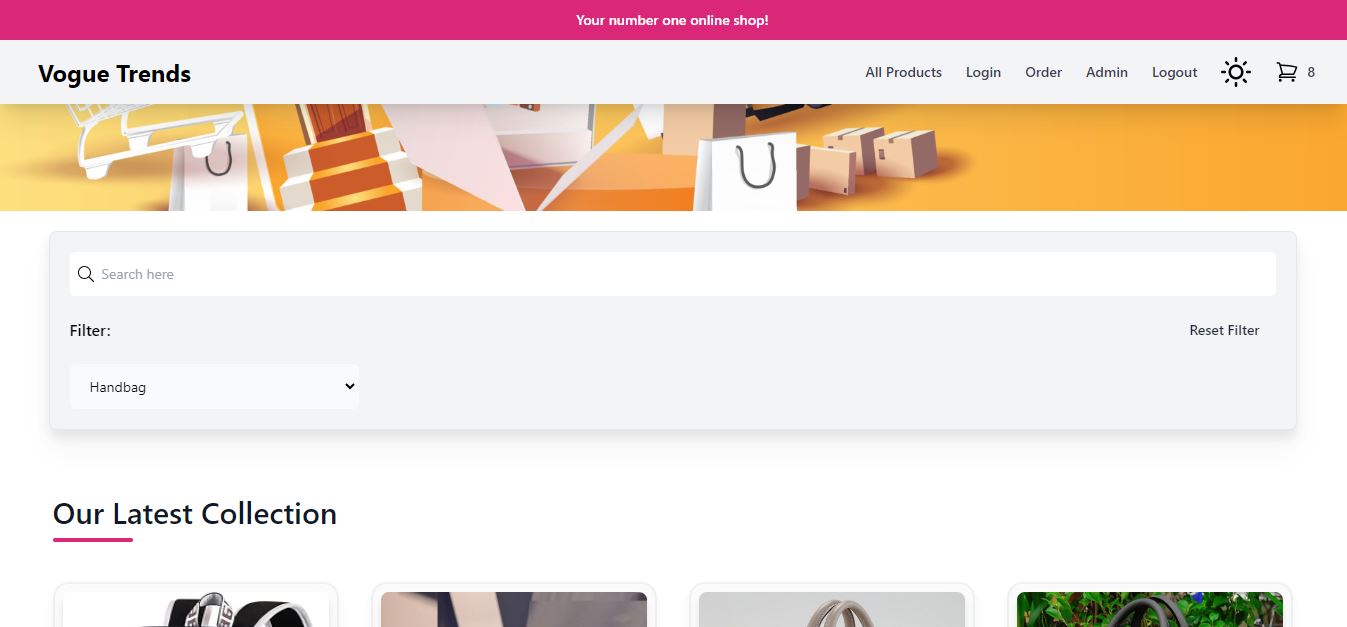 Your number one online shop!
Vogue Trends
All Products Login Order Admin Logout 8
Search here
Filter: Reset Filter
Handbag
Our Latest Collection